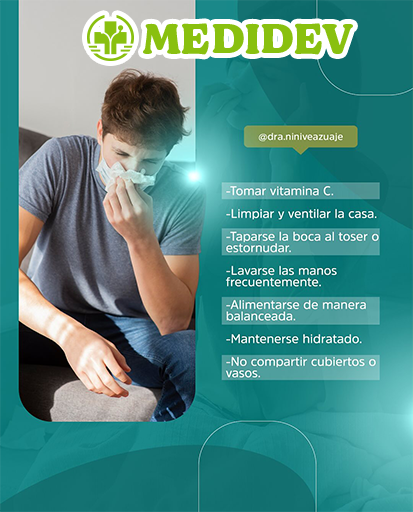 MEDIDEV
@dra.niniveazuaje
-Tomar vitamina C.
-Limpiar y ventilar la casa.
-Taparse la boca al toser o
estornudar.
-Lavarse las manos
frecuentemente.
-Alimentarse de manera
balanceada.
-Mantenerse hidratado.
-No compartir cubiertos o
vasos.